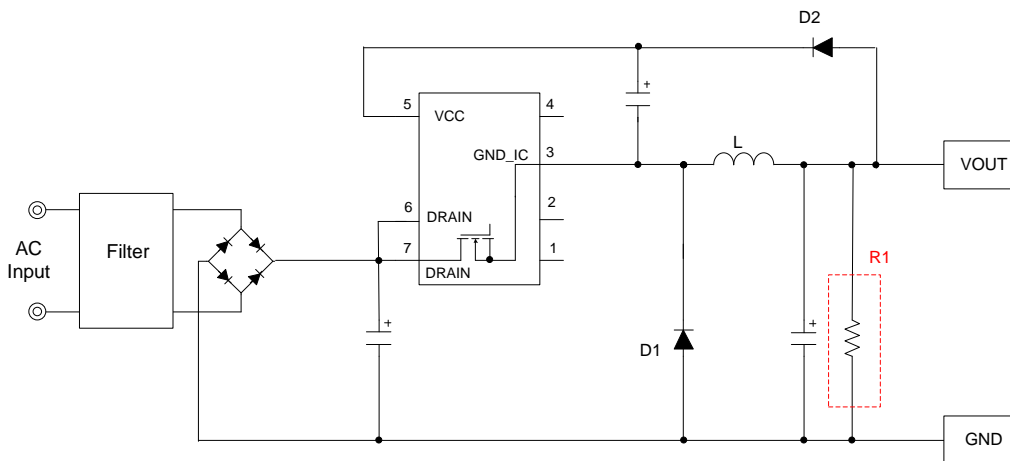 D2
5
VCC
4
+
GND_IC
3
L
VOUT
AC
Input
Filter
6
DRAIN
2
7
DRAIN
1
R1
+
D1
+
GND